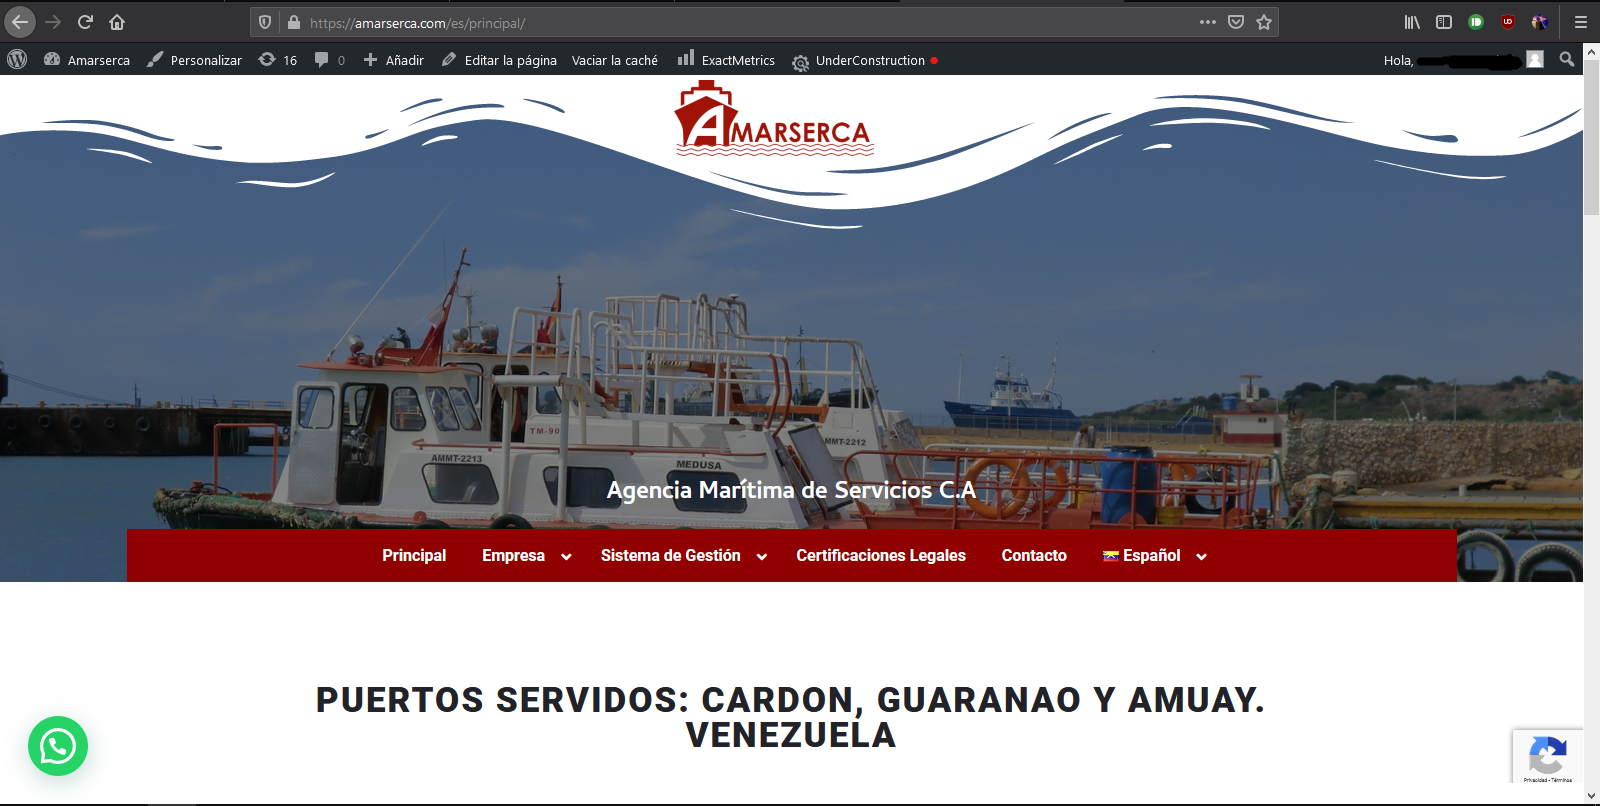 https://amarserca.com/es/principal/
Amarserca Personalizar 16 0 Añadir Editar la página Vaciar la caché ExactMetrics UnderConstruction Hola,
AMARSERCA
TM-90
MMT-2212
AMMT-2213
MEDUSA
Agencia Marítima de Servicios C.A
Principal Empresa Sistema de Gestión Certificaciones Legales Contacto Español
PUERTOS SERVIDOS: CARDON, GUARANAO Y AMUAY.
VENEZUELA
Privacidad - Términos